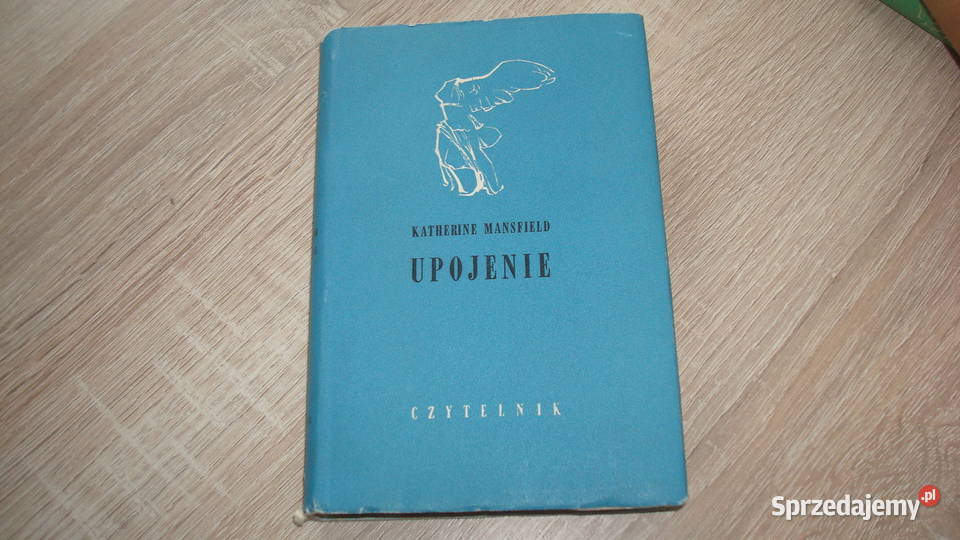 KATHERINE MANSFIELD
UPOJENIE
CZYTELNIK
Sprzedajemy.pl